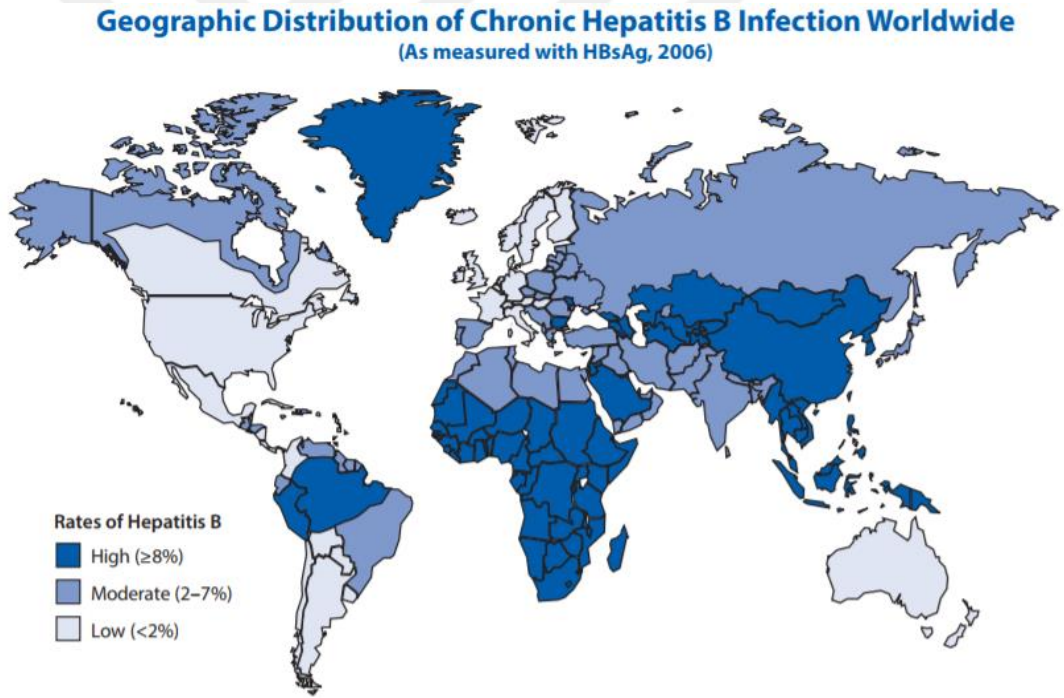 Geographic Distribution of Chronic Hepatitis B Infection Worldwide
(As measured with HBsAg, 2006)
Rates of Hepatitis B
High (≥8%)
Moderate (2–7%)
Low (<2%)